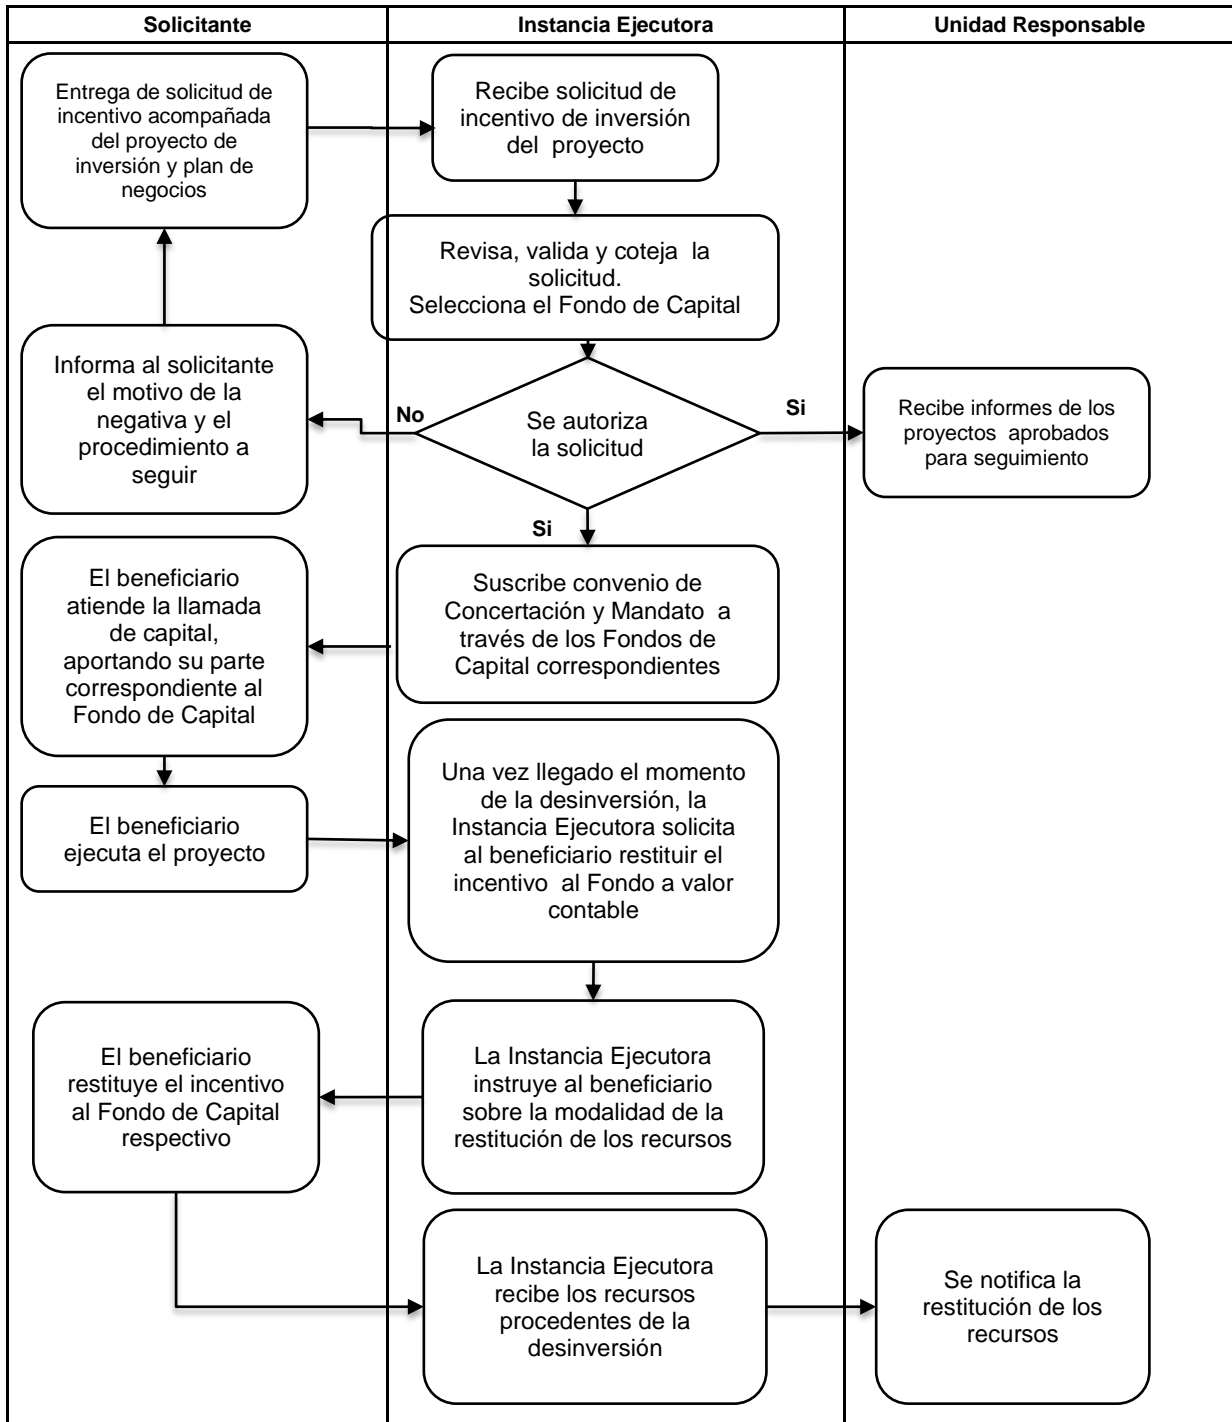 Solicitante
Instancia Ejecutora
Unidad Responsable
Entrega de solicitud de
incentivo acompañada
del proyecto de
inversión y plan de
negocios
Recibe solicitud de
incentivo de inversión
del proyecto
Revisa, valida y coteja la
solicitud.
Selecciona el Fondo de Capital
Informa al solicitante
el motivo de la
negativa y el
procedimiento a
seguir
No
Se autoriza
la solicitud
Si
Recibe informes de los
proyectos aprobados
para seguimiento
Si
El beneficiario
atiende la llamada
de capital,
aportando su parte
correspondiente al
Fondo de Capital
Suscribe convenio de
Concertación y Mandato a
través de los Fondos de
Capital correspondientes
El beneficiario
ejecuta el proyecto
Una vez llegado el momento
de la desinversión, la
Instancia Ejecutora solicita
al beneficiario restituir el
incentivo al Fondo a valor
contable
El beneficiario
restituye el incentivo
al Fondo de Capital
respectivo
La Instancia Ejecutora
instruye al beneficiario
sobre la modalidad de la
restitución de los recursos
La Instancia Ejecutora
recibe los recursos
procedentes de la
desinversión
Se notifica la
restitución de los
recursos